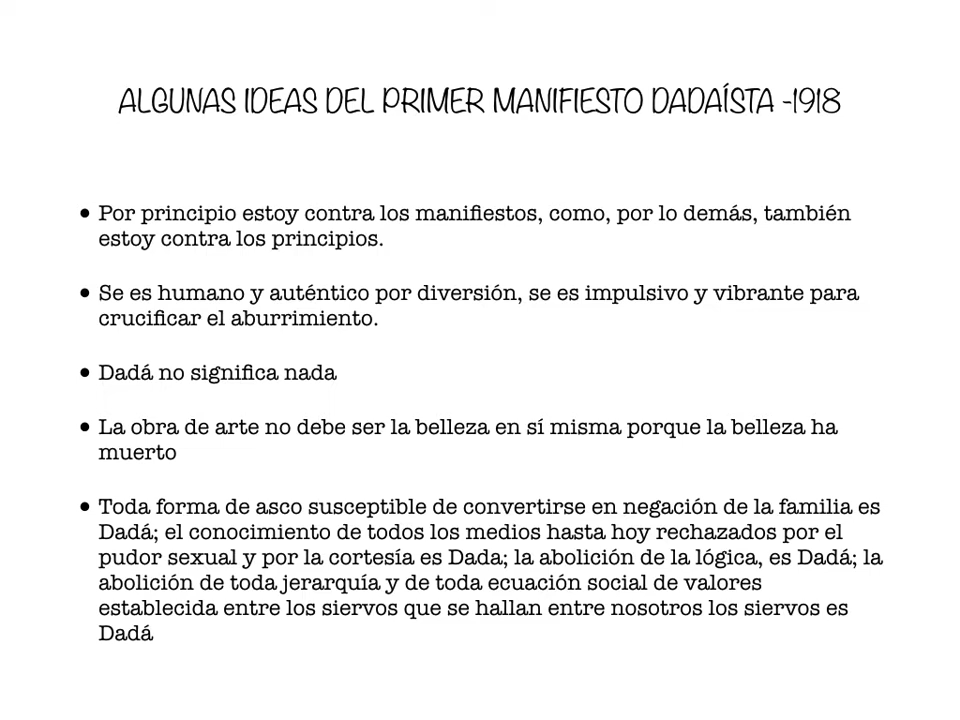 ALGUNAS IDEAS DEL PRIMER MANIFIESTO DADAÍSTA -1918
• Por principio estoy contra los manifiestos, como, por lo demás, también
estoy contra los principios.
• Se es humano y auténtico por diversión, se es impulsivo y vibrante para
crucificar el aburrimiento.
• Dadá no significa nada
• La obra de arte no debe ser la belleza en sí misma porque la belleza ha
muerto
• Toda forma de asco susceptible de convertirse en negación de la familia es
Dadá; el conocimiento de todos los medios hasta hoy rechazados por el
pudor sexual y por la cortesía es Dada; la abolición de la lógica, es Dadá; la
abolición de toda jerarquía y de toda ecuación social de valores
establecida entre los siervos que se hallan entre nosotros los siervos es
Dadá